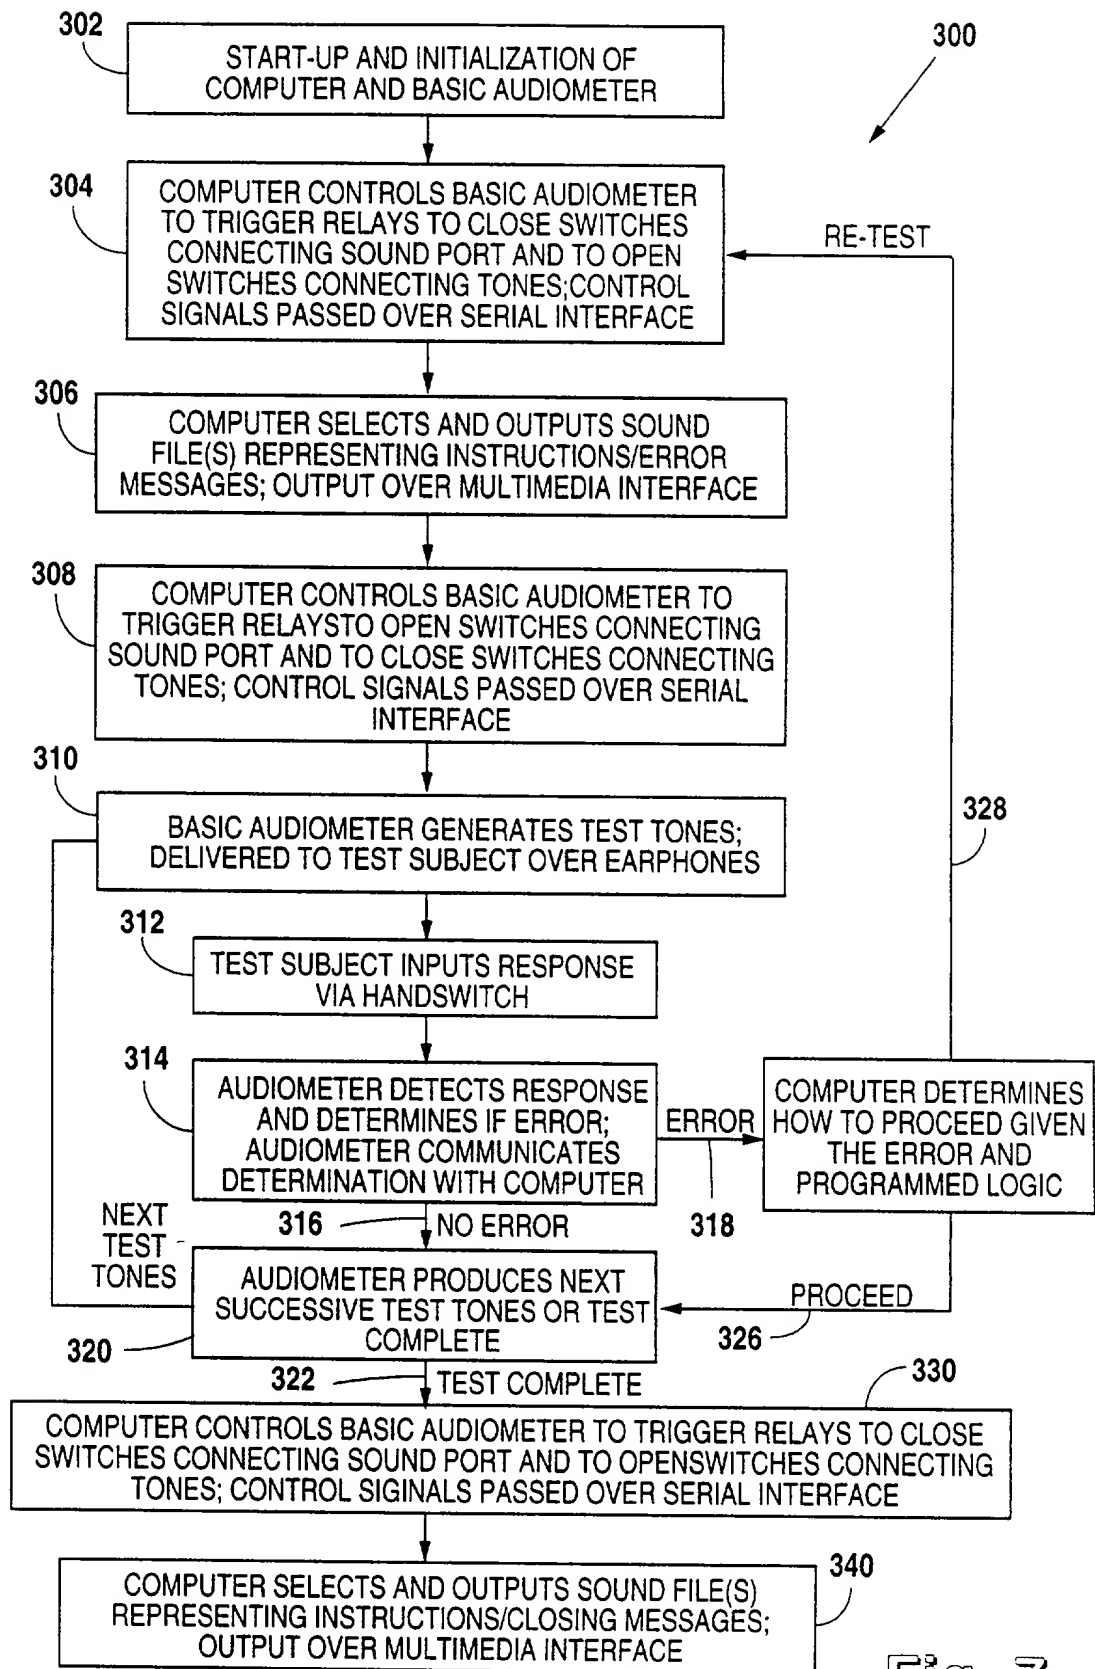 302
300
START-UP AND INITIALIZATION OF
COMPUTER AND BASIC AUDIOMETER
304
COMPUTER CONTROLS BASIC AUDIOMETER
TO TRIGGER RELAYS TO CLOSE SWITCHES
CONNECTING SOUND PORT AND TO OPEN
SWITCHES CONNECTING TONES;CONTROL
SIGNALS PASSED OVER SERIAL INTERFACE
RE-TEST
306
COMPUTER SELECTS AND OUTPUTS SOUND
FILE(S) REPRESENTING INSTRUCTIONS/ERROR
MESSAGES; OUTPUT OVER MULTIMEDIA INTERFACE
308
COMPUTER CONTROLS BASIC AUDIOMETER TO
TRIGGER RELAYSTO OPEN SWITCHES CONNECTING
SOUND PORT AND TO CLOSE SWITCHES CONNECTING
TONES; CONTROL SIGNALS PASSED OVER SERIAL
INTERFACE
310
BASIC AUDIOMETER GENERATES TEST TONES;
DELIVERED TO TEST SUBJECT OVER EARPHONES
328
312
TEST SUBJECT INPUTS RESPONSE
VIA HANDSWITCH
314
AUDIOMETER DETECTS RESPONSE
AND DETERMINES IF ERROR;
AUDIOMETER COMMUNICATES
DETERMINATION WITH COMPUTER
ERROR
318
COMPUTER DETERMINES
HOW TO PROCEED GIVEN
THE ERROR AND
PROGRAMMED LOGIC
316
NO ERROR
NEXT
TEST
TONES
AUDIOMETER PRODUCES NEXT
SUCCESSIVE TEST TONES OR TEST
COMPLETE
PROCEED
326
320
322
TEST COMPLETE
330
COMPUTER CONTROLS BASIC AUDIOMETER TO TRIGGER RELAYS TO CLOSE
SWITCHES CONNECTING SOUND PORT AND TO OPENSWITCHES CONNECTING
TONES; CONTROL SIGINALS PASSED OVER SERIAL INTERFACE
340
COMPUTER SELECTS AND OUTPUTS SOUND FILE(S)
REPRESENTING INSTRUCTIONS/CLOSING MESSAGES;
OUTPUT OVER MULTIMEDIA INTERFACE